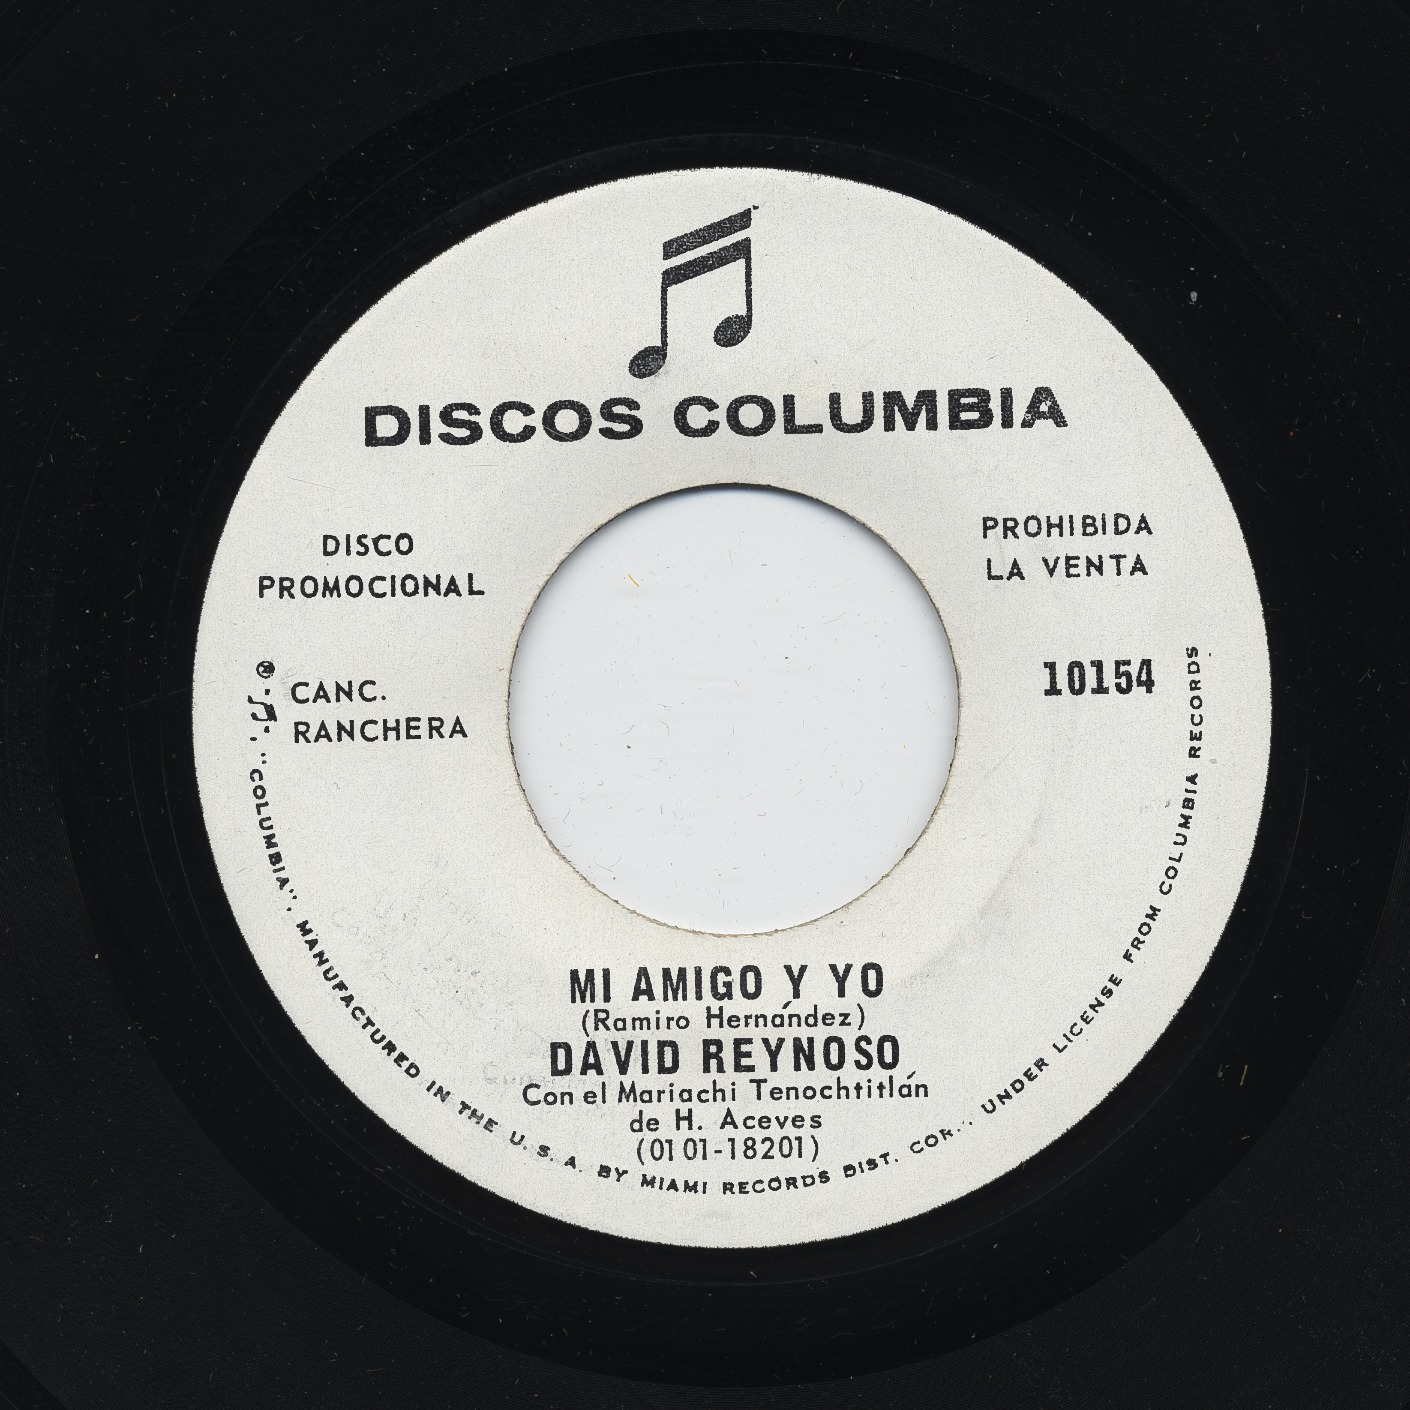 DISCOS COLUMBIA
DISCO
PROMOCIONAL
PROHIBIDA
LA VENTA
CANC.
RANCHERA
10154
MI AMIGO Y YO
(Ramiro Hernández)
DAVID REYNOSO
Con el Mariachi Tenochtitlán
de H. Aceves
(0101-18201)
® "COLUMBIA", MANUFACTURED IN THE U. S. A. BY MIAMI RECORDS DIST. COR., UNDER LICENSE FROM COLUMBIA RECORDS.